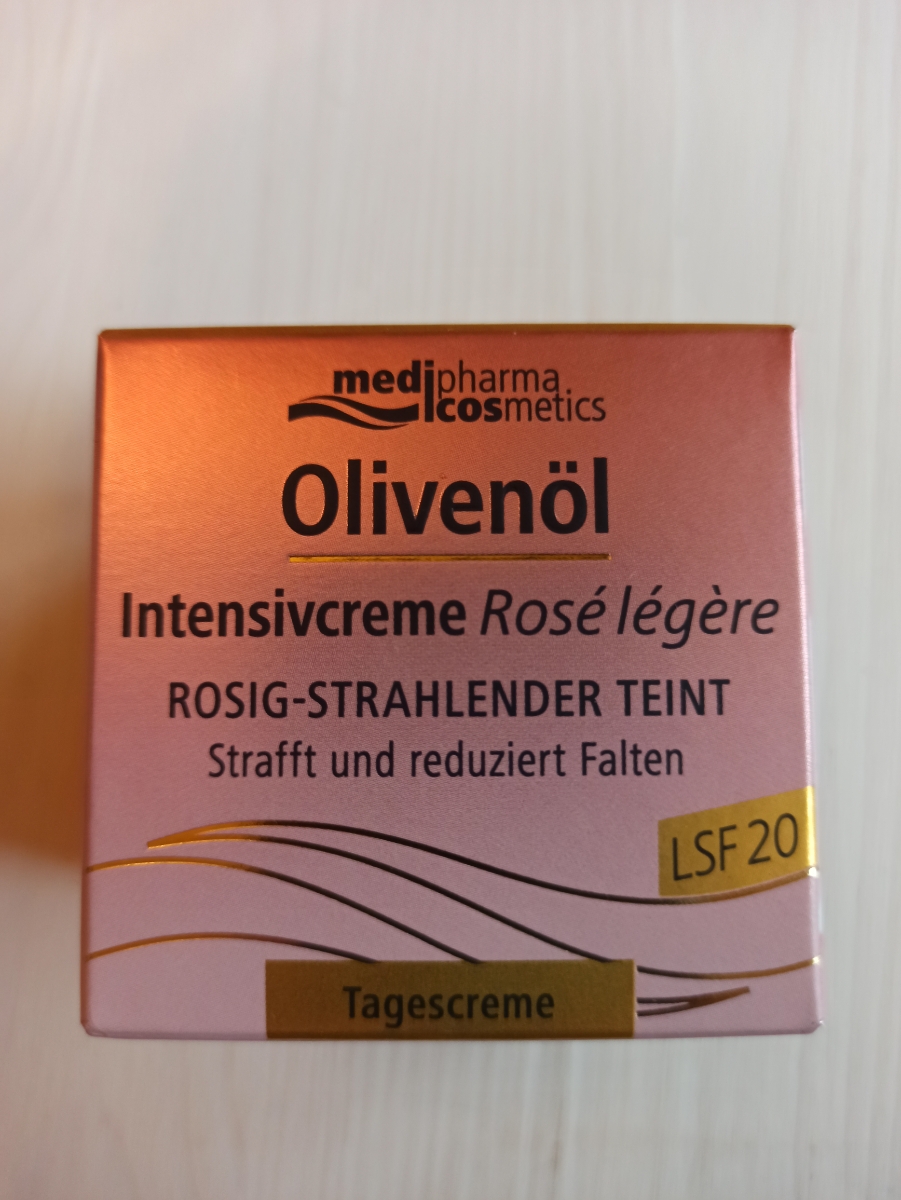 medipharma
cosmetics
Olivenöl
Intensivcreme Rosé légère
ROSIG-STRAHLENDER TEINT
Strafft und reduziert Falten
LSF 20
Tagescreme